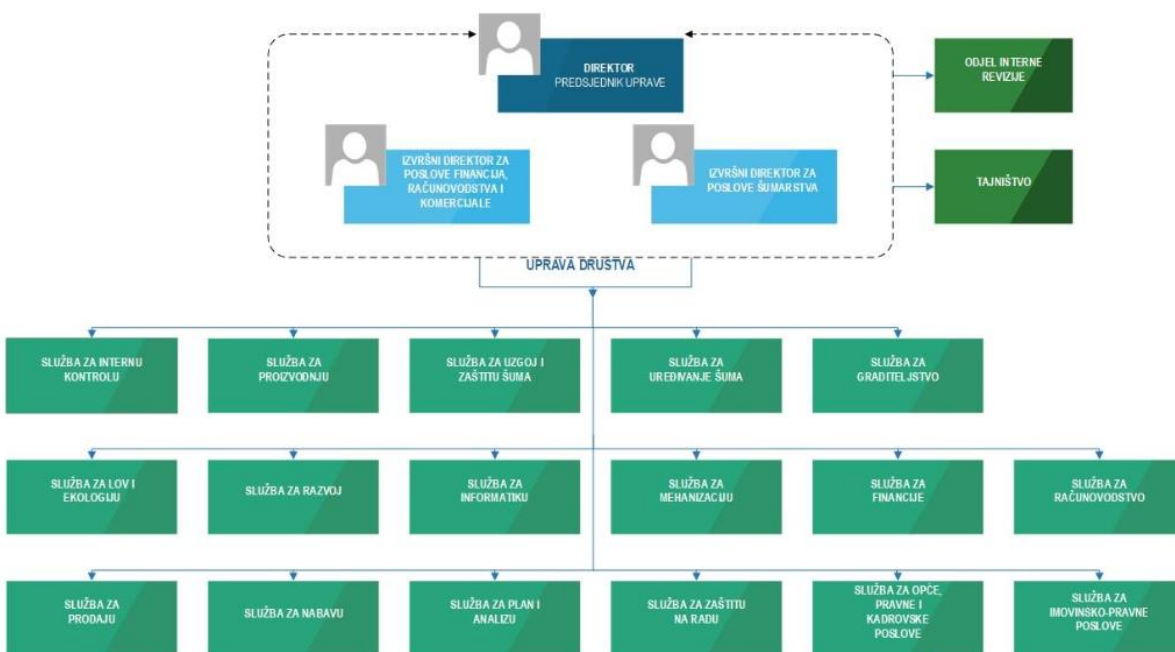 DIREKTOR
PREDSJEDNIK UPRAVE
ODJEL INTERNE
REVIZIJE
IZVRŠNI DIREKTOR ZA
POSLOVE FINANCIJA,
RAČUNOVODSTVA I
KOMERCIJALE
IZVRŠNI DIREKTOR ZA
POSLOVE ŠUMARSTVA
TAJNIŠTVO
UPRAVA DRUŠTVA
SLUŽBA ZA INTERNU
KONTROLU
SLUŽBA ZA
PROIZVODNJU
SLUŽBA ZA UZGOJ I
ZAŠTITU ŠUMA
SLUŽBA ZA
UREĐIVANJE ŠUMA
SLUŽBA ZA
GRADITELJSTVO
SLUŽBA ZA LOV I
EKOLOGIJU
SLUŽBA ZA RAZVOJ
SLUŽBA ZA
INFORMATIKU
SLUŽBA ZA
MEHANIZACIJU
SLUŽBA ZA
FINANCIJE
SLUŽBA ZA
RAČUNOVODSTVO
SLUŽBA ZA
PRODAJU
SLUŽBA ZA NABAVU
SLUŽBA ZA PLAN I
ANALIZU
SLUŽBA ZA ZAŠTITU
NA RADU
SLUŽBA ZA OPĆE,
PRAVNE I
KADROVSKE
POSLOVE
SLUŽBA ZA
IMOVINSKO-PRAVNE
POSLOVE